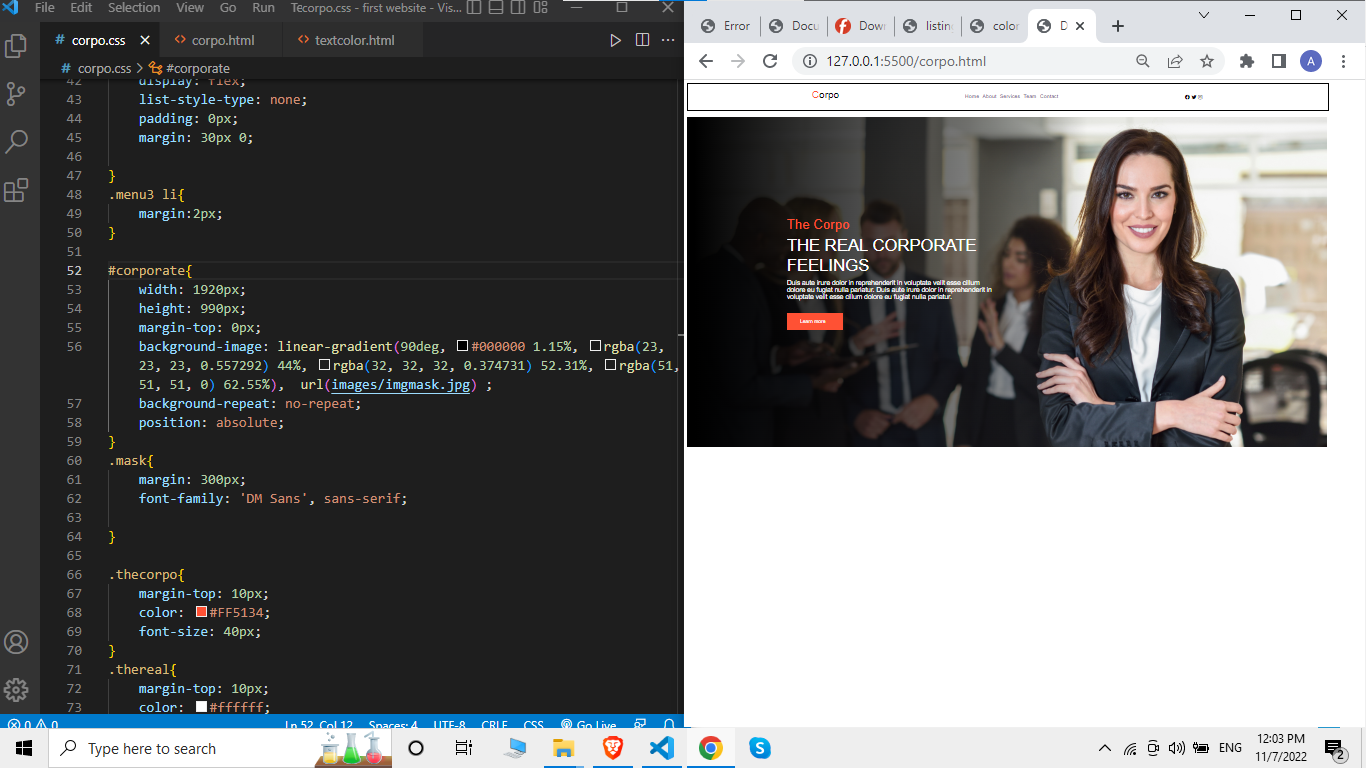 File Edit Selection View Go Run Tecorpo.css - first website - Vis...
corpo.css
corpo.html
textcolor.html
corpo.css > #corporate
42 display: flex;
43 list-style-type: none;
44 padding: 0px;
45 margin: 30px 0;
46
47 }
48 .menu3 li{
49 margin:2px;
50 }
51
52 #corporate{
53 width: 1920px;
54 height: 990px;
55 margin-top: 0px;
56 background-image: linear-gradient(90deg, #000000 1.15%, rgba(23,
23, 23, 0.557292) 44%, rgba(32, 32, 32, 0.374731) 52.31%, rgba(51,
51, 51, 0) 62.55%), url(images/imgmask.jpg) ;
57 background-repeat: no-repeat;
58 position: absolute;
59 }
60 .mask{
61 margin: 300px;
62 font-family: 'DM Sans', sans-serif;
63
64 }
65
66 .thecorpo{
67 margin-top: 10px;
68 color: #FF5134;
69 font-size: 40px;
70 }
71 .thereal{
72 margin-top: 10px;
73 color: #ffffff;
0 0 Ln 52, Col 12 Spaces: 4 UTF-8 CRLF CSS Go Live
Error
Docu
Down
listing
color
D
127.0.0.1:5500/corpo.html
A
Corpo
Home About Services Team Contact
The Corpo
THE REAL CORPORATE
FEELINGS
Duis aute irure dolor in reprehenderit in voluptate velit esse cillum
dolore eu fugiat nulla pariatur. Duis aute irure dolor in reprehenderit in
voluptate velit esse cillum dolore eu fugiat nulla pariatur.
Learn more
Type here to search
ENG
12:03 PM
11/7/2022
2